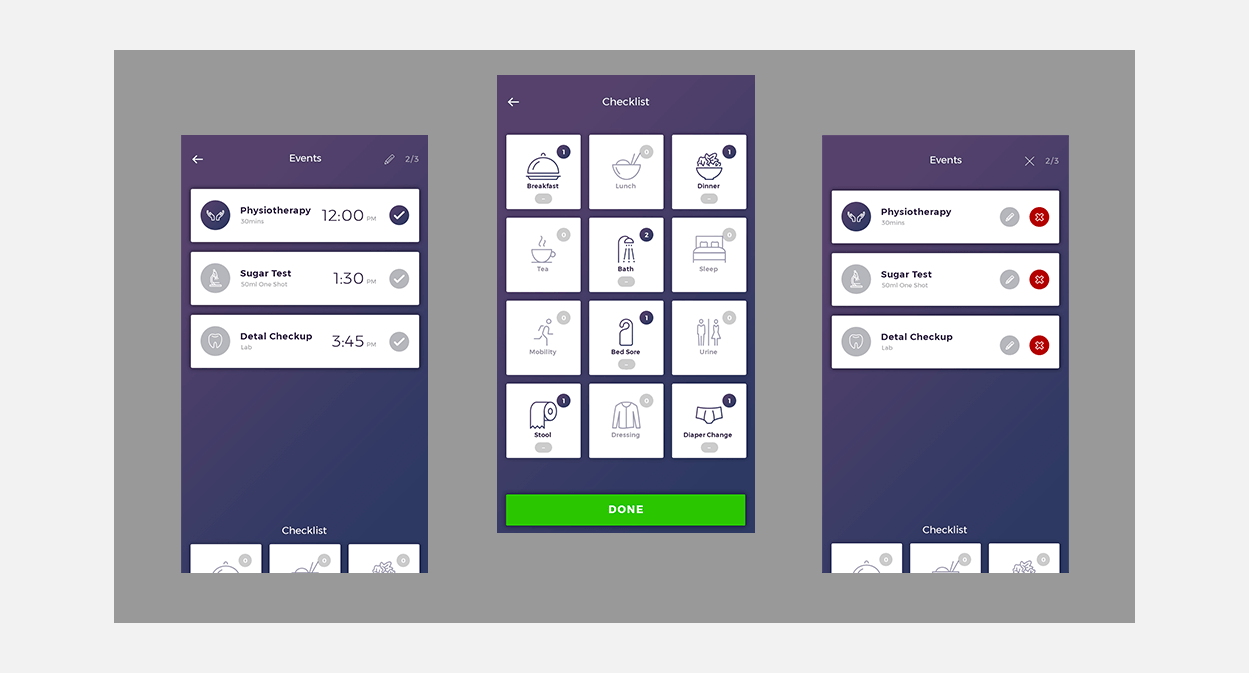 Events
2/3
Physiotherapy
30mins
12:00 PM
Sugar Test
50ml One Shot
1:30 PM
Detal Checkup
Lab
3:45 PM
Checklist
0
0
0
Checklist
1
Breakfast
-
0
Lunch
1
Dinner
-
0
Tea
2
Bath
-
0
Sleep
0
Mobility
1
Bed Sore
-
0
Urine
1
Stool
-
0
Dressing
1
Diaper Change
-
DONE
Events
2/3
Physiotherapy
30mins
Sugar Test
50ml One Shot
Detal Checkup
Lab
Checklist
0
0
0